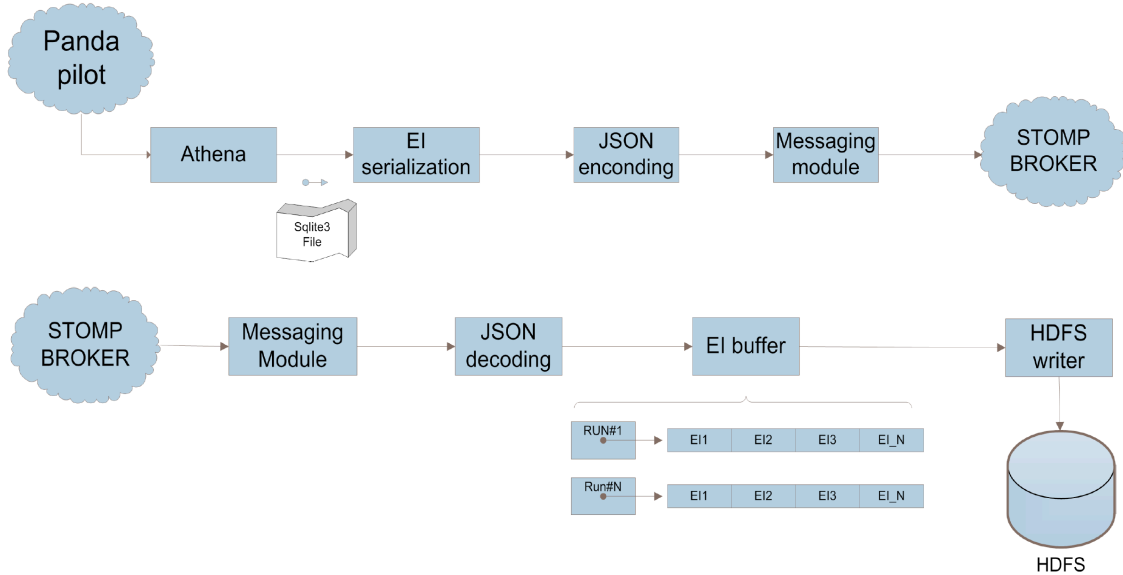 Panda
pilot
Athena
EI
serialization
JSON
enconding
Messaging
module
STOMP
BROKER
Sqlite3
File
STOMP
BROKER
Messaging
Module
JSON
decoding
EI buffer
HDFS
writer
RUN#1
EI1
EI2
EI3
EI_N
Run#N
EI1
EI2
EI3
EI_N
HDFS